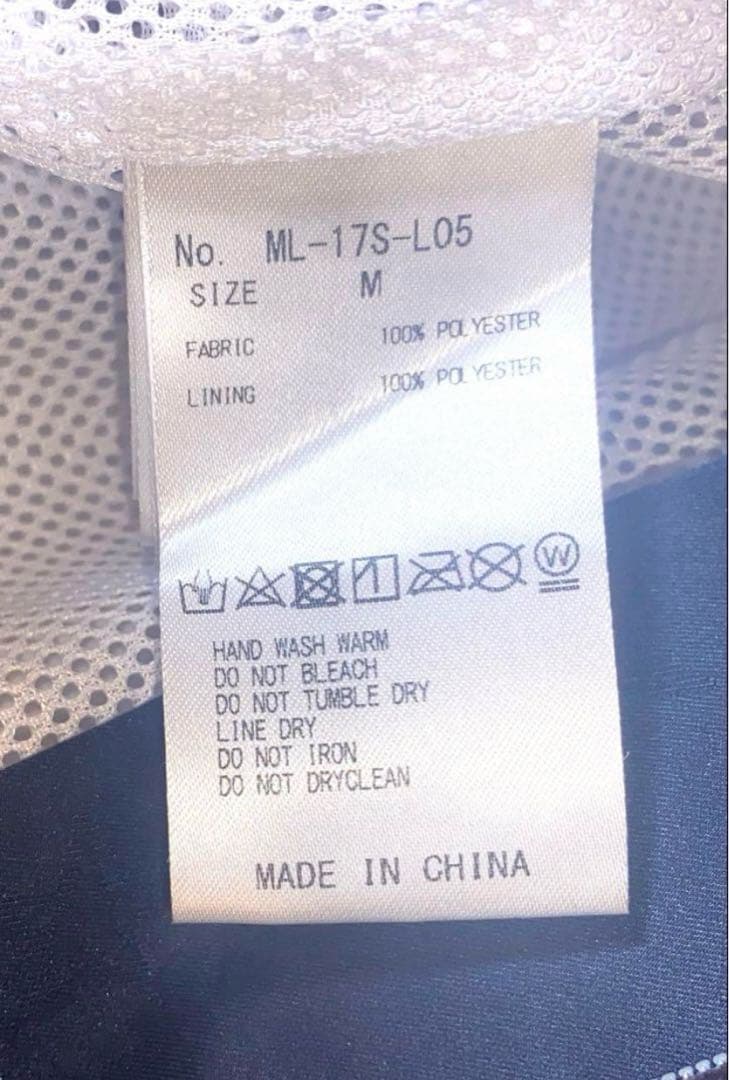 No. ML-17S-L05
SIZE M
FABRIC 100% POLYESTER
LINING 100% POLYESTER
W
HAND WASH WARM
DO NOT BLEACH
DO NOT TUMBLE DRY
LINE DRY
DO NOT IRON
DO NOT DRYCLEAN
MADE IN CHINA